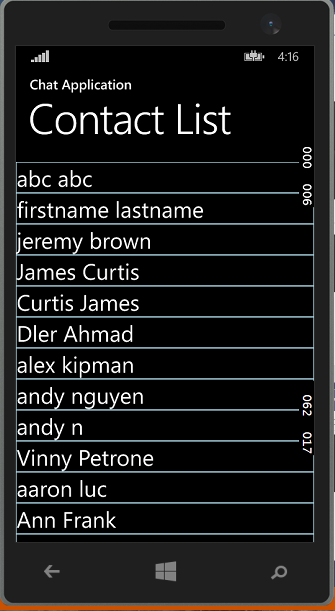 4:16
Chat Application
Contact List
000
006
abc abc
firstname lastname
jeremy brown
James Curtis
Curtis James
Dler Ahmad
alex kipman
andy nguyen
062
andy n
017
Vinny Petrone
aaron luc
Ann Frank